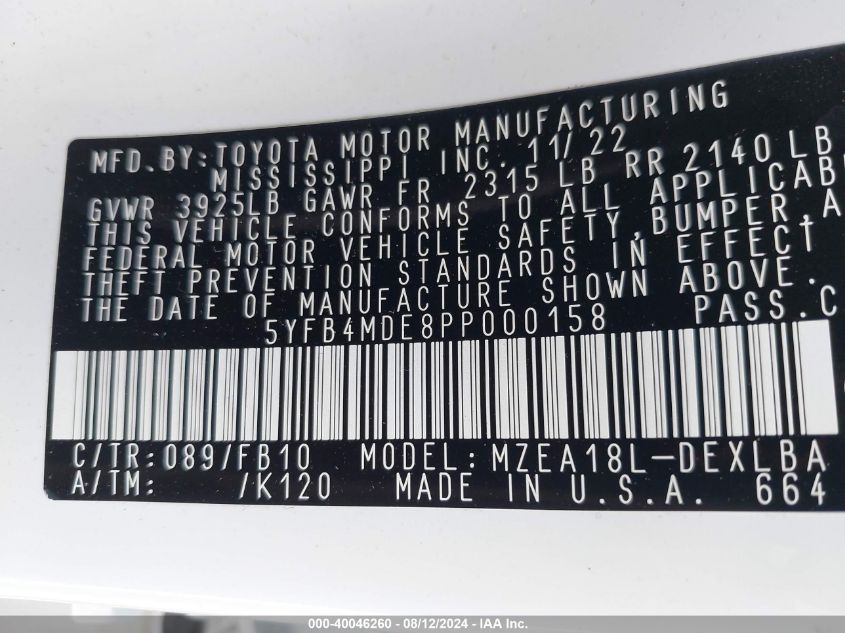 MFD.BY:TOYOTA MOTOR MANUFACTURING
MISSISSIPPI INC. 11/22
GVWR 3925LB GAWR FR 2315 LB RR 2140 LB
THIS VEHICLE CONFORMS TO ALL APPLICABL
FEDERAL MOTOR VEHICLE SAFETY,BUMPER,A
THEFT PREVENTION STANDARDS IN EFFECT
THE DATE OF MANUFACTURE SHOWN ABOVE.
5YFB4MDE8PP000158 PASS.C
C/TR:089/FB10 MODEL:MZEA18L-DEXLBA
A/TM: /K120 MADE IN U.S.A. 664
000-40046260 - 08/12/2024 - IAA Inc.